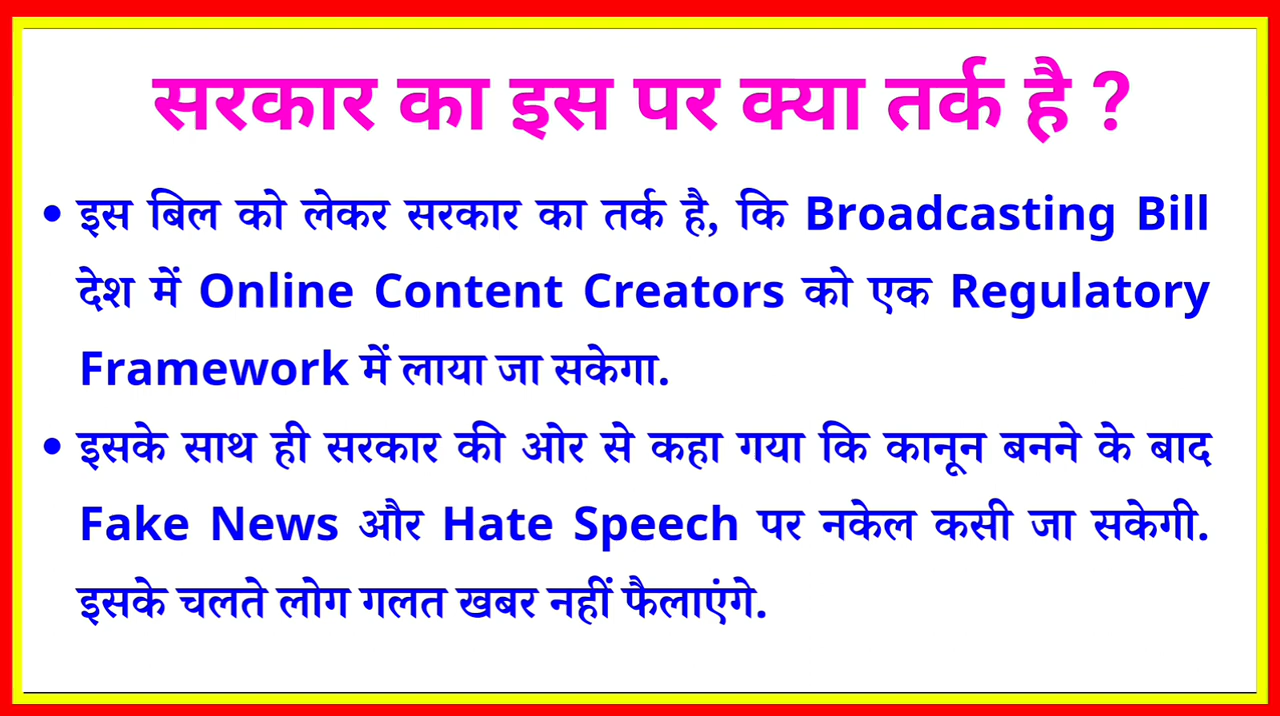 सरकार का इस पर क्या तर्क है ?
• इस बिल को लेकर सरकार का तर्क है, कि Broadcasting Bill
देश में Online Content Creators को एक Regulatory
Framework में लाया जा सकेगा.
• इसके साथ ही सरकार की ओर से कहा गया कि कानून बनने के बाद
Fake News और Hate Speech पर नकेल कसी जा सकेगी.
इसके चलते लोग गलत खबर नहीं फैलाएंगे.